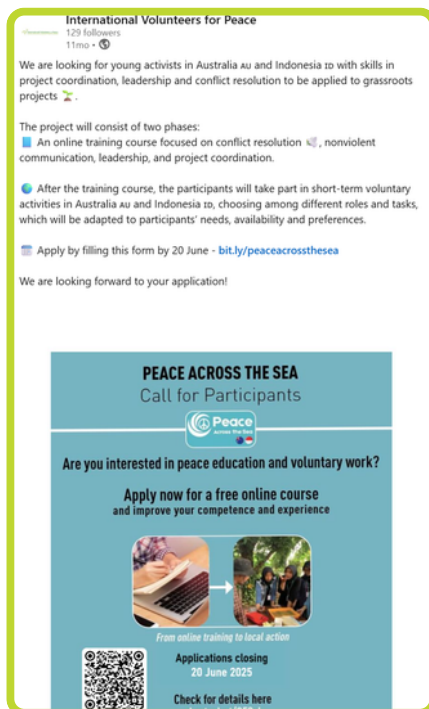 International Volunteers for Peace
129 followers
11mo •
We are looking for young activists in Australia AU and Indonesia ID with skills in
project coordination, leadership and conflict resolution to be applied to grassroots
projects 🌱.
The project will consist of two phases:
📘 An online training course focused on conflict resolution 🕊, nonviolent
communication, leadership, and project coordination.
🌏 After the training course, the participants will take part in short-term voluntary
activities in Australia AU and Indonesia ID, choosing among different roles and tasks,
which will be adapted to participants' needs, availability and preferences.
🗓 Apply by filling this form by 20 June - bit.ly/peaceacrossthesea
We are looking forward to your application!
PEACE ACROSS THE SEA
Call for Participants
Peace
Across The Sea
Are you interested in peace education and voluntary work?
Apply now for a free online course
and improve your competence and experience
From online training to local action
Applications closing
20 June 2025
Check for details here